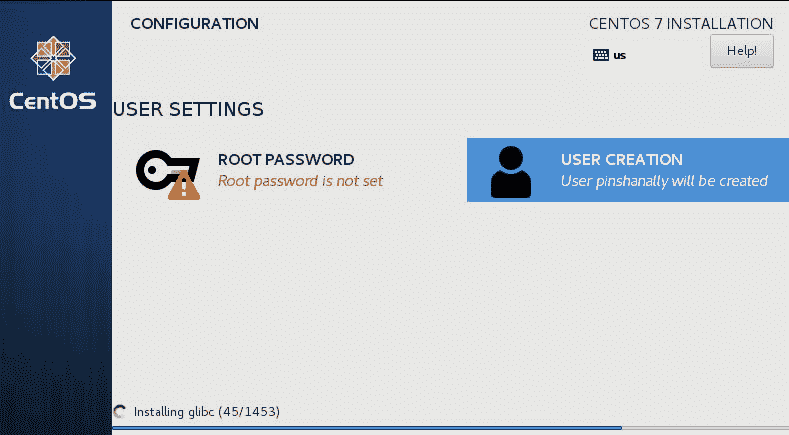 CONFIGURATION
CENTOS 7 INSTALLATION
us
Help!
CentOS
USER SETTINGS
ROOT PASSWORD
Root password is not set
USER CREATION
User pinshanally will be created
Installing glibc (45/1453)